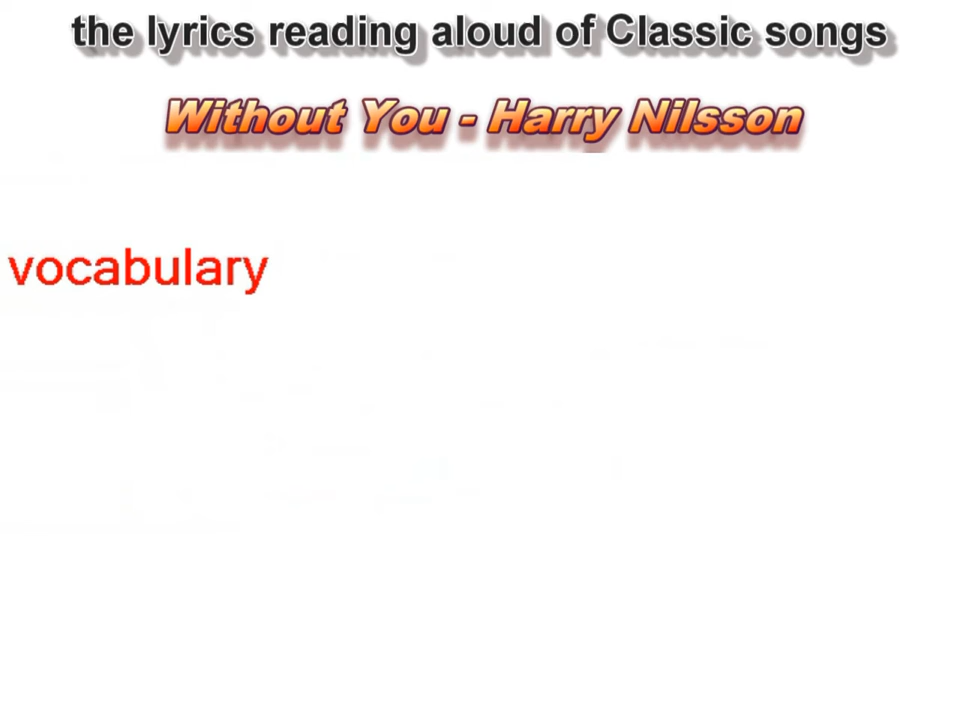 the lyrics reading aloud of Classic songs
Without You - Harry Nilsson
vocabulary